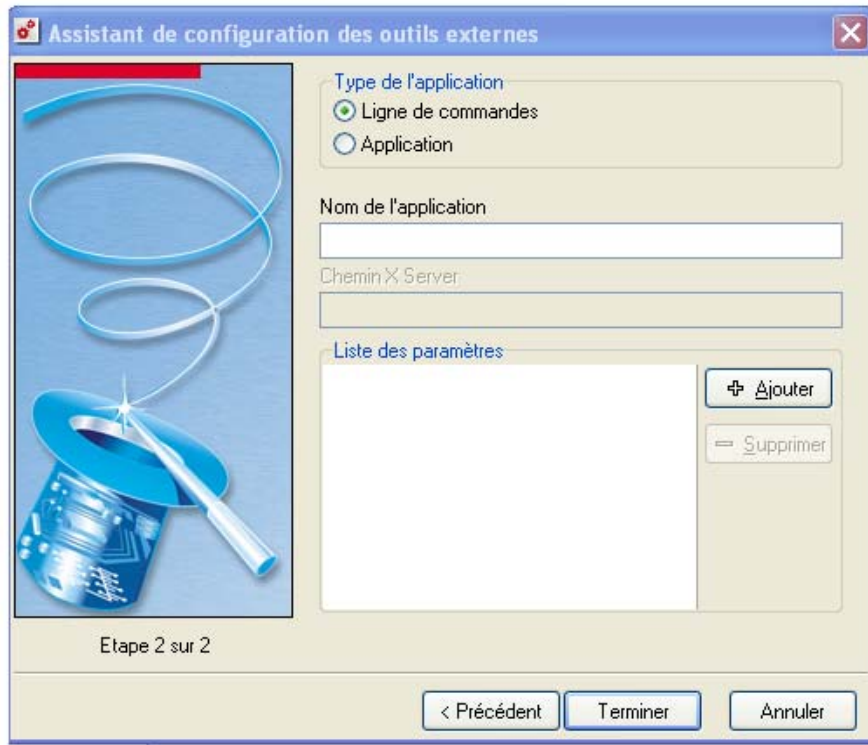 Assistant de configuration des outils externes
Type de l'application
Ligne de commandes
Application
Nom de l'application
Chemin X Server
Liste des paramètres
Ajouter
Supprimer
Etape 2 sur 2
< Précédent
Terminer
Annuler